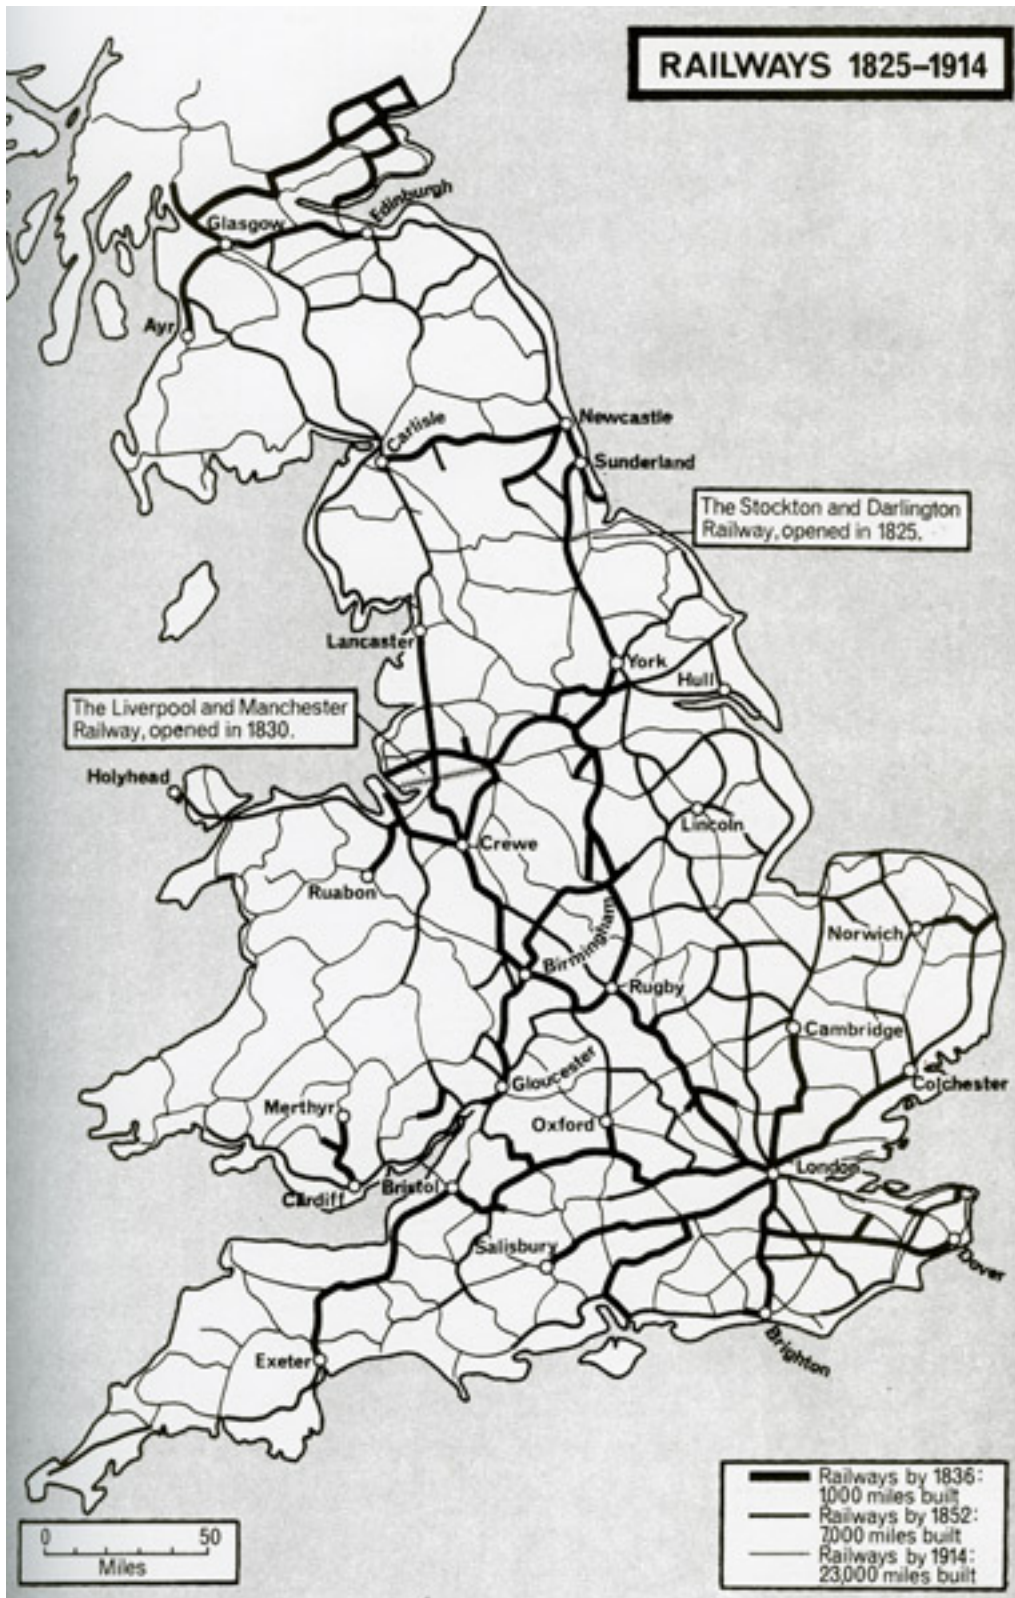 RAILWAYS 1825–1914
Glasgow
Edinburgh
Ayr
Carlisle
Newcastle
Sunderland
The Stockton and Darlington
Railway, opened in 1825.
Lancaster
York
Hull
The Liverpool and Manchester
Railway, opened in 1830.
Holyhead
Lincoln
Crewe
Ruabon
Norwich
Birmingham
Rugby
Cambridge
Gloucester
Colchester
Merthyr
Oxford
London
Cardiff
Bristol
Salisbury
Dover
Exeter
Brighton
Railways by 1836:
1000 miles built
Railways by 1852:
7,000 miles built
Railways by 1914:
23,000 miles built
0 50
Miles